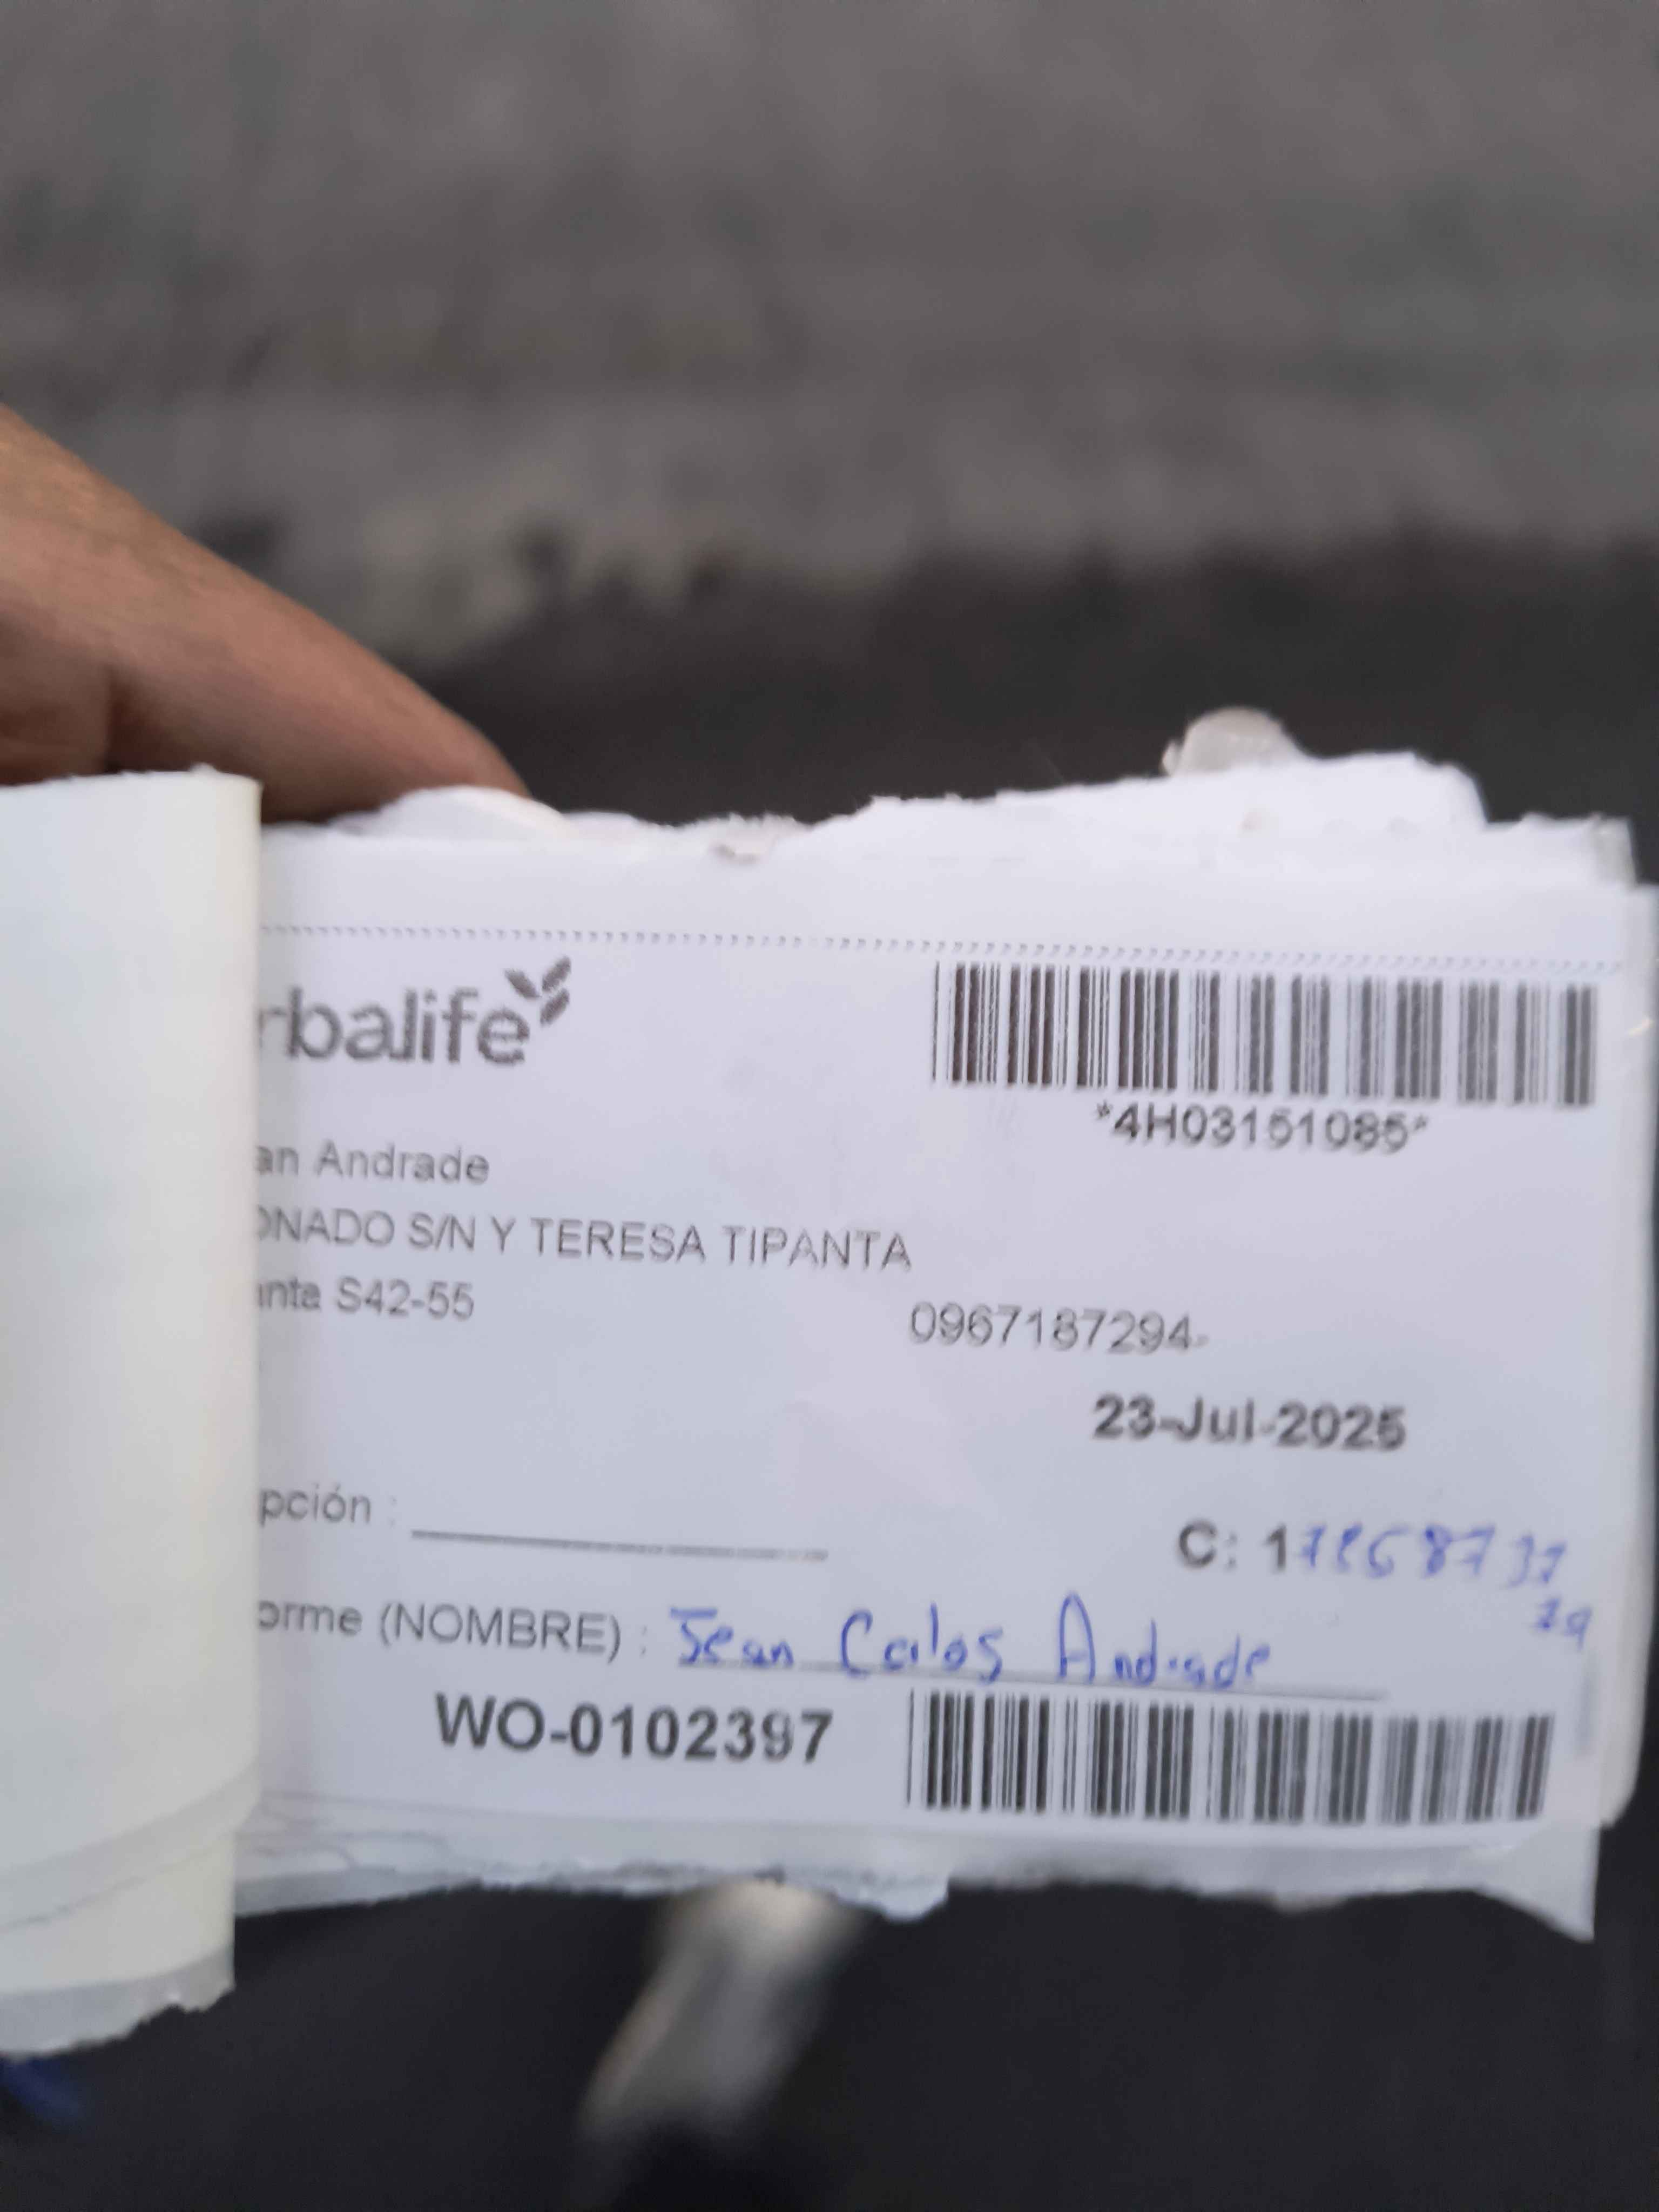 rbalife
*4H03151085*
an Andrade
ONADO S/N Y TERESA TIPANTA
anta S42-55
0967187294-
23-Jul-2025
pción :
C: 1
orme (NOMBRE) : Jean Carlos Andrade
WO-0102397